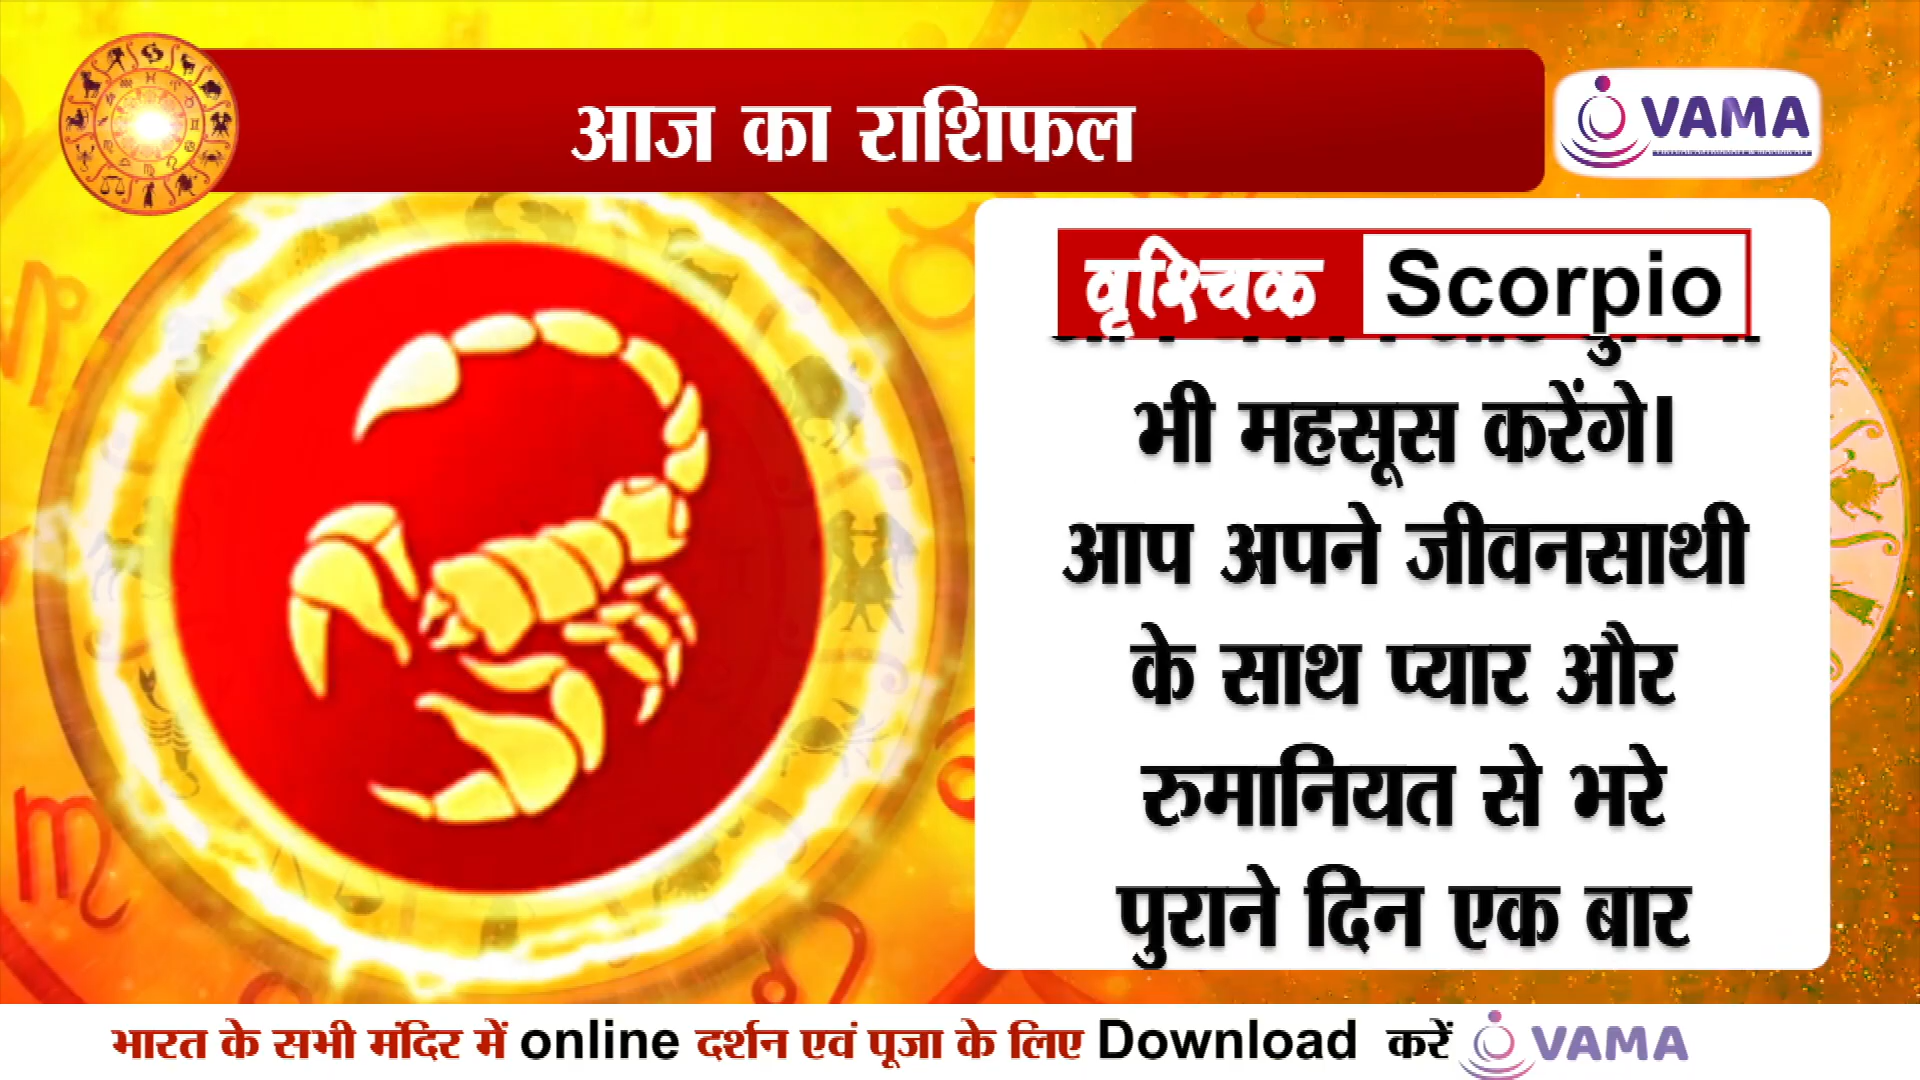 आज का राशिफल
VAMA
वृश्चिक Scorpio
भी महसूस करेंगे।
आप अपने जीवनसाथी
के साथ प्यार और
रुमानियत से भरे
पुराने दिन एक बार
भारत के सभी मंदिर में online दर्शन एवं पूजा के लिए Download करें VAMA